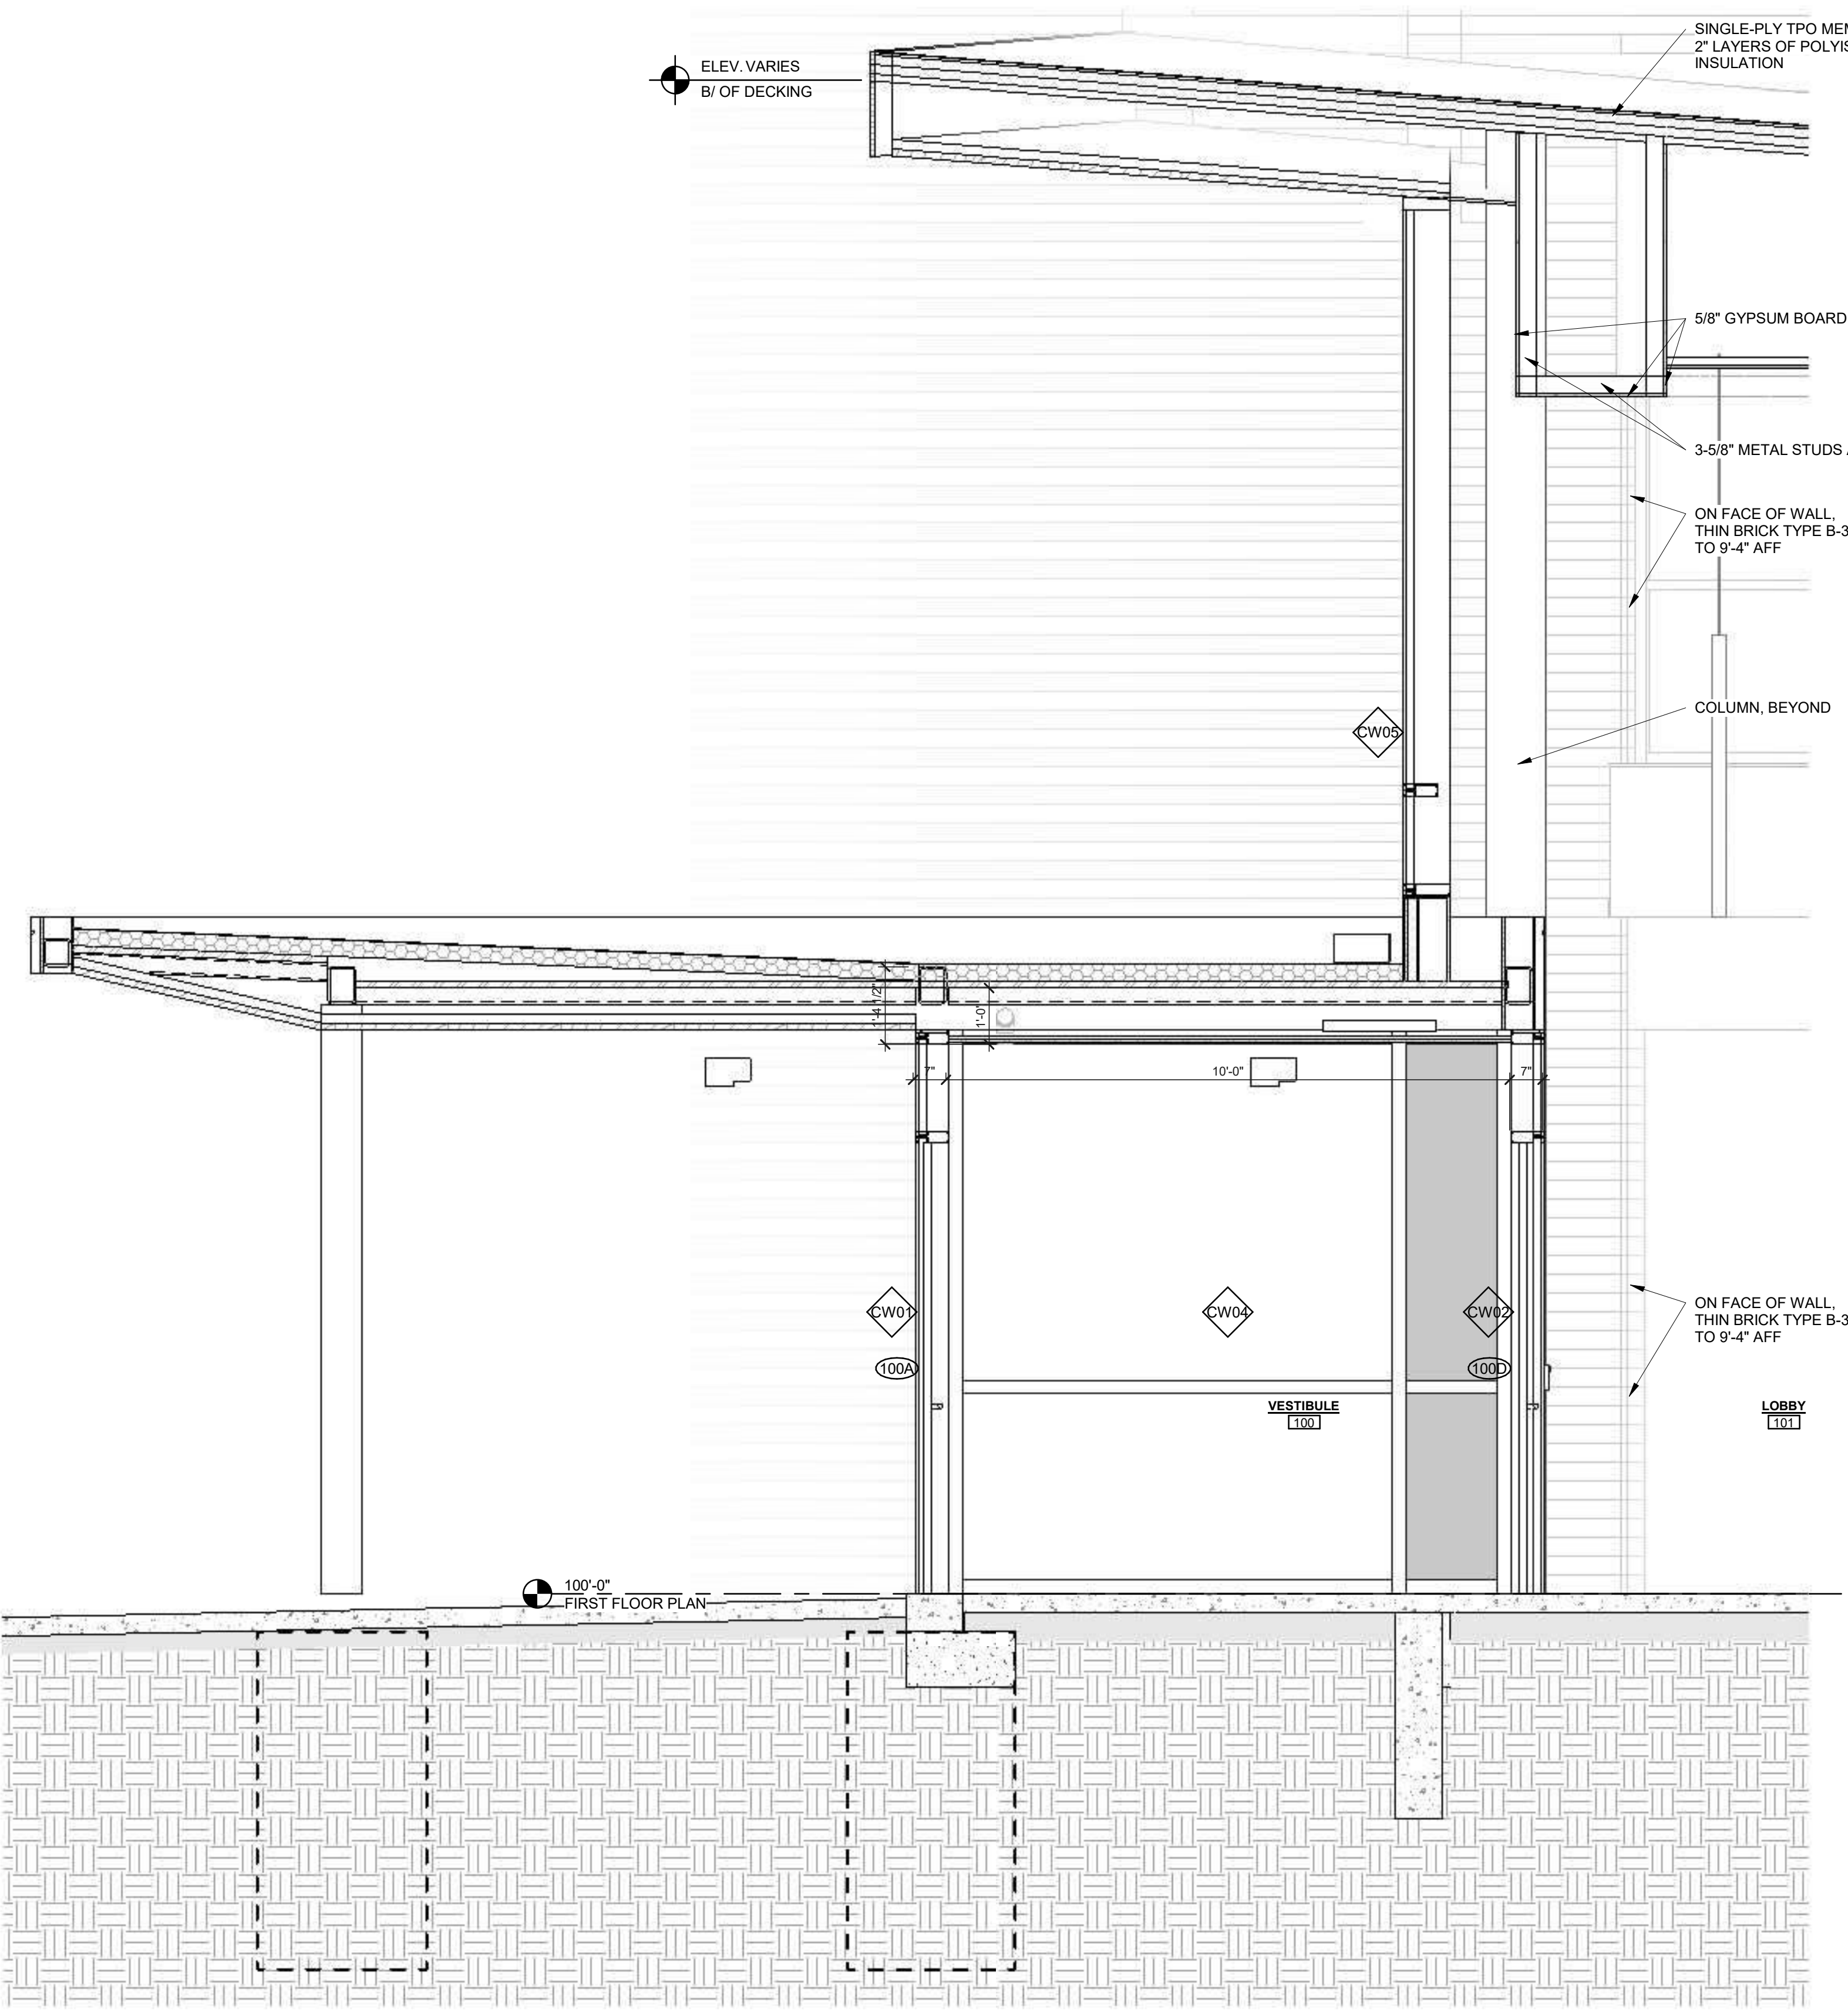 SINGLE-PLY TPO MEM
2" LAYERS OF POLYIS
INSULATION
ELEV. VARIES
B/ OF DECKING
5/8" GYPSUM BOARD
3-5/8" METAL STUDS
ON FACE OF WALL,
THIN BRICK TYPE B-3
TO 9'-4" AFF
COLUMN, BEYOND
CW05
1'-4 1/2"
1'-0"
7"
10'-0"
7"
CW01
CW04
CW02
ON FACE OF WALL,
THIN BRICK TYPE B-3
TO 9'-4" AFF
100A
100D
VESTIBULE
100
LOBBY
101
100'-0"
FIRST FLOOR PLAN